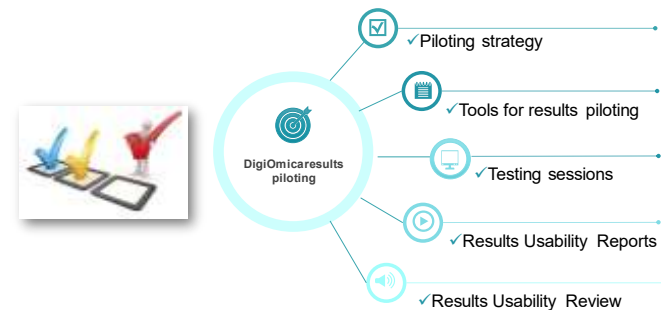 ✓Piloting strategy
✓Tools for results piloting
DigiOmicaresults
piloting
✓Testing sessions
✓Results Usability Reports
✓Results Usability Review